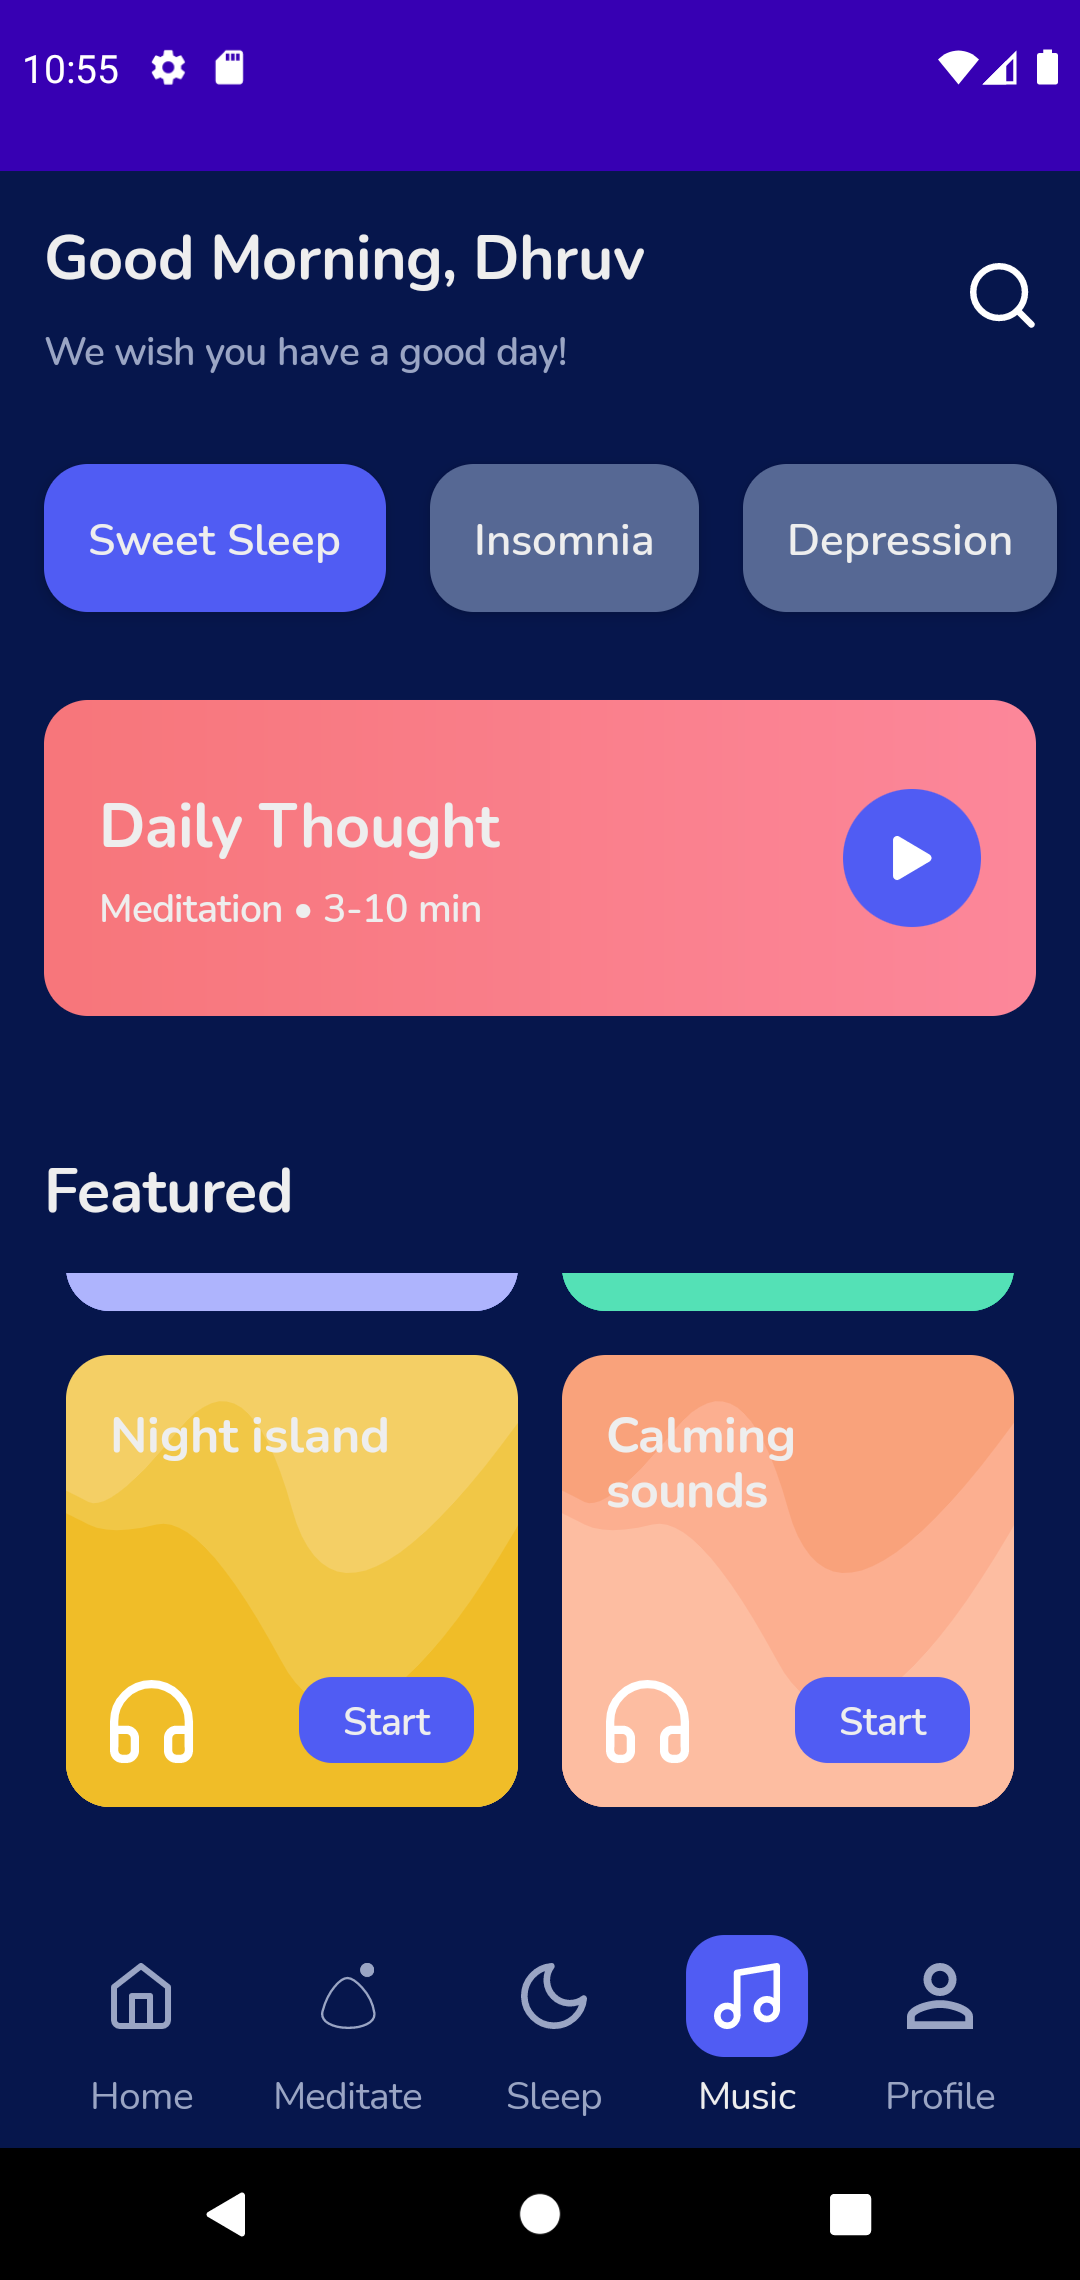 10:55
Good Morning, Dhruv
We wish you have a good day!
Sweet Sleep
Insomnia
Depression
Daily Thought
Meditation • 3-10 min
Featured
Night island
Calming
sounds
Start
Start
Home
Meditate
Sleep
Music
Profile